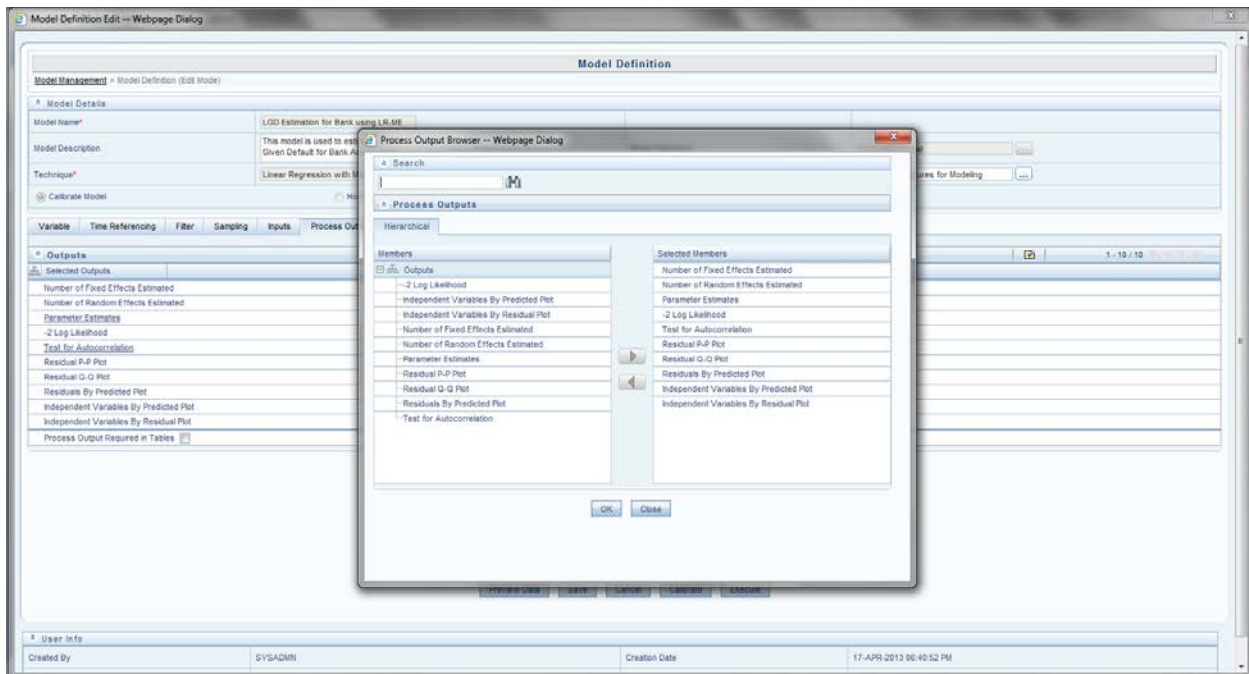 Model Definition Edit -- Webpage Dialog
Model Definition
Model Management > Model Definition (Edit Mode)
Model Details
Model Name*
LGD Estimation for Bank using LR-ME
Model Description
This model is used to
Given Default for Bank
Technique*
Linear Regression with
for Modeling
...
Calibrate Model
Variable Time Referencing Filter Sampling Inputs Process
Outputs
1 - 10 / 10
Selected Outputs
Number of Fixed Effects Estimated
Number of Random Effects Estimated
Parameter Estimates
-2 Log Likelihood
Test for Autocorrelation
Residual P-P Plot
Residual Q-Q Plot
Residuals By Predicted Plot
Independent Variables By Predicted Plot
Independent Variables By Residual Plot
Process Output Required in Tables
Process Output Browser -- Webpage Dialog
Search
Process Outputs
Hierarchical
Members
Outputs
-2 Log Likelihood
Independent Variables By Predicted Plot
Independent Variables By Residual Plot
Number of Fixed Effects Estimated
Number of Random Effects Estimated
Parameter Estimates
Residual P-P Plot
Residual Q-Q Plot
Residuals By Predicted Plot
Test for Autocorrelation
Selected Members
Number of Fixed Effects Estimated
Number of Random Effects Estimated
Parameter Estimates
-2 Log Likelihood
Test for Autocorrelation
Residual P-P Plot
Residual Q-Q Plot
Residuals By Predicted Plot
Independent Variables By Predicted Plot
Independent Variables By Residual Plot
OK Close
Preview Data Save Cancel Calibrate Execute
User Info
Created By
SYSADMN
Creation Date
17-APR-2013 06:40:52 PM